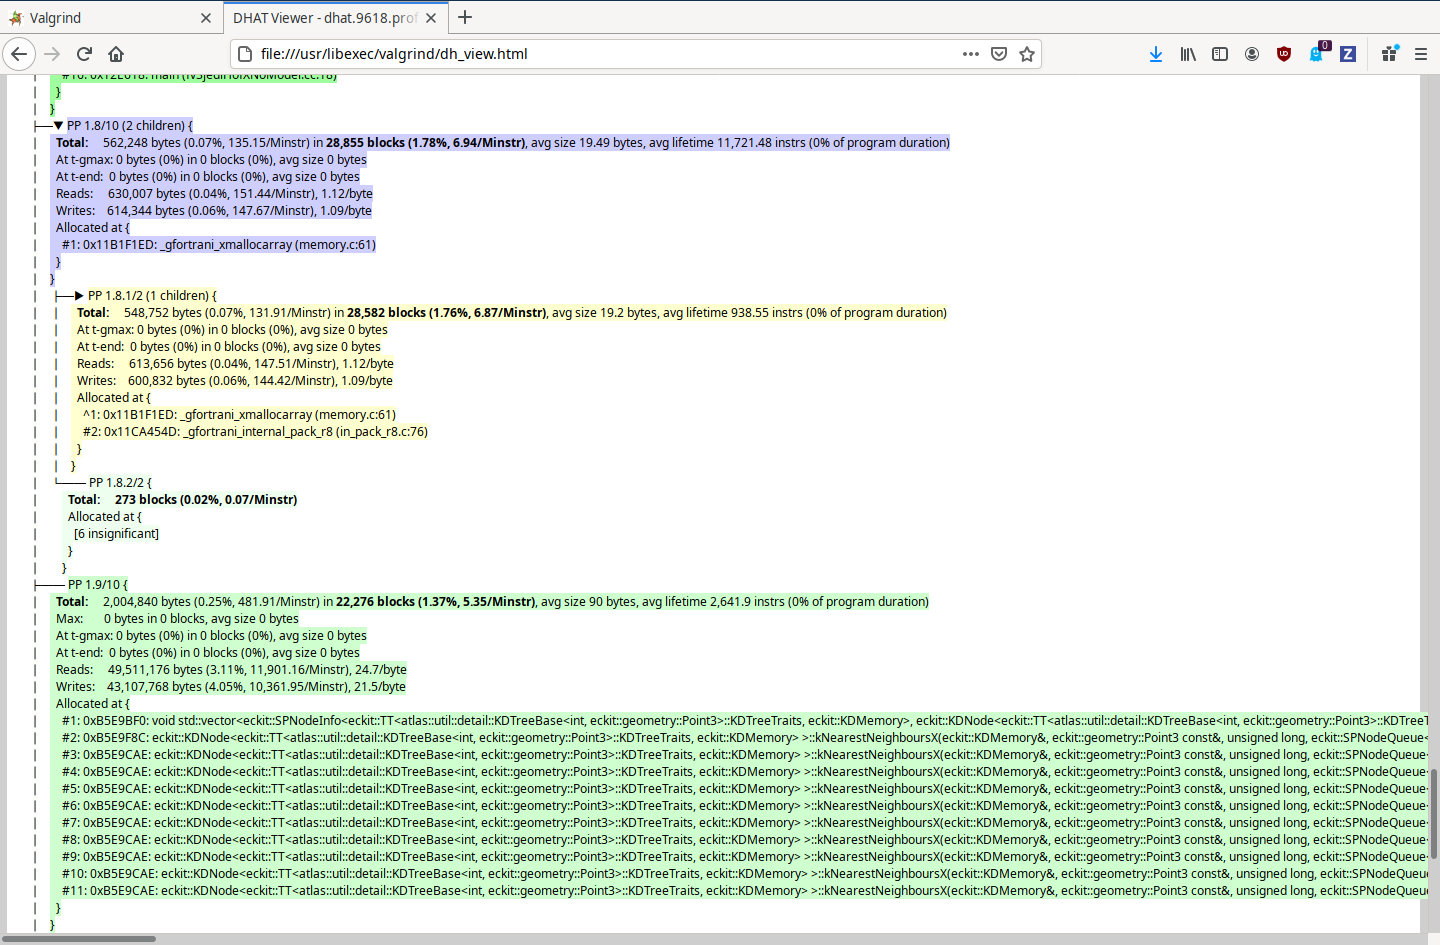 Valgrind
DHAT Viewer - dhat.9618.prof
file:///usr/libexec/valgrind/dh_view.html
0
UD
Z
#16: 0x12E618: main (fv3jediHofXNoModel.cc:18)
}
}
PP 1.8/10 (2 children) {
Total: 562,248 bytes (0.07%, 135.15/Minstr) in 28,855 blocks (1.78%, 6.94/Minstr), avg size 19.49 bytes, avg lifetime 11,721.48 instrs (0% of program duration)
At t-gmax: 0 bytes (0%) in 0 blocks (0%), avg size 0 bytes
At t-end: 0 bytes (0%) in 0 blocks (0%), avg size 0 bytes
Reads: 630,007 bytes (0.04%, 151.44/Minstr), 1.12/byte
Writes: 614,344 bytes (0.06%, 147.67/Minstr), 1.09/byte
Allocated at {
#1: 0x11B1F1ED: _gfortrani_xmallocarray (memory.c:61)
}
}
PP 1.8.1/2 (1 children) {
Total: 548,752 bytes (0.07%, 131.91/Minstr) in 28,582 blocks (1.76%, 6.87/Minstr), avg size 19.2 bytes, avg lifetime 938.55 instrs (0% of program duration)
At t-gmax: 0 bytes (0%) in 0 blocks (0%), avg size 0 bytes
At t-end: 0 bytes (0%) in 0 blocks (0%), avg size 0 bytes
Reads: 613,656 bytes (0.04%, 147.51/Minstr), 1.12/byte
Writes: 600,832 bytes (0.06%, 144.42/Minstr), 1.09/byte
Allocated at {
^1: 0x11B1F1ED: _gfortrani_xmallocarray (memory.c:61)
#2: 0x11CA454D: _gfortrani_internal_pack_r8 (in_pack_r8.c:76)
}
}
PP 1.8.2/2 {
Total: 273 blocks (0.02%, 0.07/Minstr)
Allocated at {
[6 insignificant]
}
}
PP 1.9/10 {
Total: 2,004,840 bytes (0.25%, 481.91/Minstr) in 22,276 blocks (1.37%, 5.35/Minstr), avg size 90 bytes, avg lifetime 2,641.9 instrs (0% of program duration)
Max: 0 bytes in 0 blocks, avg size 0 bytes
At t-gmax: 0 bytes (0%) in 0 blocks (0%), avg size 0 bytes
At t-end: 0 bytes (0%) in 0 blocks (0%), avg size 0 bytes
Reads: 49,511,176 bytes (3.11%, 11,901.16/Minstr), 24.7/byte
Writes: 43,107,768 bytes (4.05%, 10,361.95/Minstr), 21.5/byte
Allocated at {
#1: 0xB5E9BF0: void std::vector<eckit::SPNodeInfo<eckit::TT<atlas::util::detail::KDTreeBase<int, eckit::geometry::Point3>::KDTreeTraits, eckit::KDMemory>, eckit::KDNode<eckit::TT<atlas::util::detail::KDTreeBase<int, eckit::geometry::Point3>::KDTreeT
#2: 0xB5E9F8C: eckit::KDNode<eckit::TT<atlas::util::detail::KDTreeBase<int, eckit::geometry::Point3>::KDTreeTraits, eckit::KDMemory> >::kNearestNeighboursX(eckit::KDMemory&, eckit::geometry::Point3 const&, unsigned long, eckit::SPNodeQueue<
#3: 0xB5E9CAE: eckit::KDNode<eckit::TT<atlas::util::detail::KDTreeBase<int, eckit::geometry::Point3>::KDTreeTraits, eckit::KDMemory> >::kNearestNeighboursX(eckit::KDMemory&, eckit::geometry::Point3 const&, unsigned long, eckit::SPNodeQueue<
#4: 0xB5E9CAE: eckit::KDNode<eckit::TT<atlas::util::detail::KDTreeBase<int, eckit::geometry::Point3>::KDTreeTraits, eckit::KDMemory> >::kNearestNeighboursX(eckit::KDMemory&, eckit::geometry::Point3 const&, unsigned long, eckit::SPNodeQueue<
#5: 0xB5E9CAE: eckit::KDNode<eckit::TT<atlas::util::detail::KDTreeBase<int, eckit::geometry::Point3>::KDTreeTraits, eckit::KDMemory> >::kNearestNeighboursX(eckit::KDMemory&, eckit::geometry::Point3 const&, unsigned long, eckit::SPNodeQueue<
#6: 0xB5E9CAE: eckit::KDNode<eckit::TT<atlas::util::detail::KDTreeBase<int, eckit::geometry::Point3>::KDTreeTraits, eckit::KDMemory> >::kNearestNeighboursX(eckit::KDMemory&, eckit::geometry::Point3 const&, unsigned long, eckit::SPNodeQueue<
#7: 0xB5E9CAE: eckit::KDNode<eckit::TT<atlas::util::detail::KDTreeBase<int, eckit::geometry::Point3>::KDTreeTraits, eckit::KDMemory> >::kNearestNeighboursX(eckit::KDMemory&, eckit::geometry::Point3 const&, unsigned long, eckit::SPNodeQueue<
#8: 0xB5E9CAE: eckit::KDNode<eckit::TT<atlas::util::detail::KDTreeBase<int, eckit::geometry::Point3>::KDTreeTraits, eckit::KDMemory> >::kNearestNeighboursX(eckit::KDMemory&, eckit::geometry::Point3 const&, unsigned long, eckit::SPNodeQueue<
#9: 0xB5E9CAE: eckit::KDNode<eckit::TT<atlas::util::detail::KDTreeBase<int, eckit::geometry::Point3>::KDTreeTraits, eckit::KDMemory> >::kNearestNeighboursX(eckit::KDMemory&, eckit::geometry::Point3 const&, unsigned long, eckit::SPNodeQueue<
#10: 0xB5E9CAE: eckit::KDNode<eckit::TT<atlas::util::detail::KDTreeBase<int, eckit::geometry::Point3>::KDTreeTraits, eckit::KDMemory> >::kNearestNeighboursX(eckit::KDMemory&, eckit::geometry::Point3 const&, unsigned long, eckit::SPNodeQueue
#11: 0xB5E9CAE: eckit::KDNode<eckit::TT<atlas::util::detail::KDTreeBase<int, eckit::geometry::Point3>::KDTreeTraits, eckit::KDMemory> >::kNearestNeighboursX(eckit::KDMemory&, eckit::geometry::Point3 const&, unsigned long, eckit::SPNodeQueue
}
}